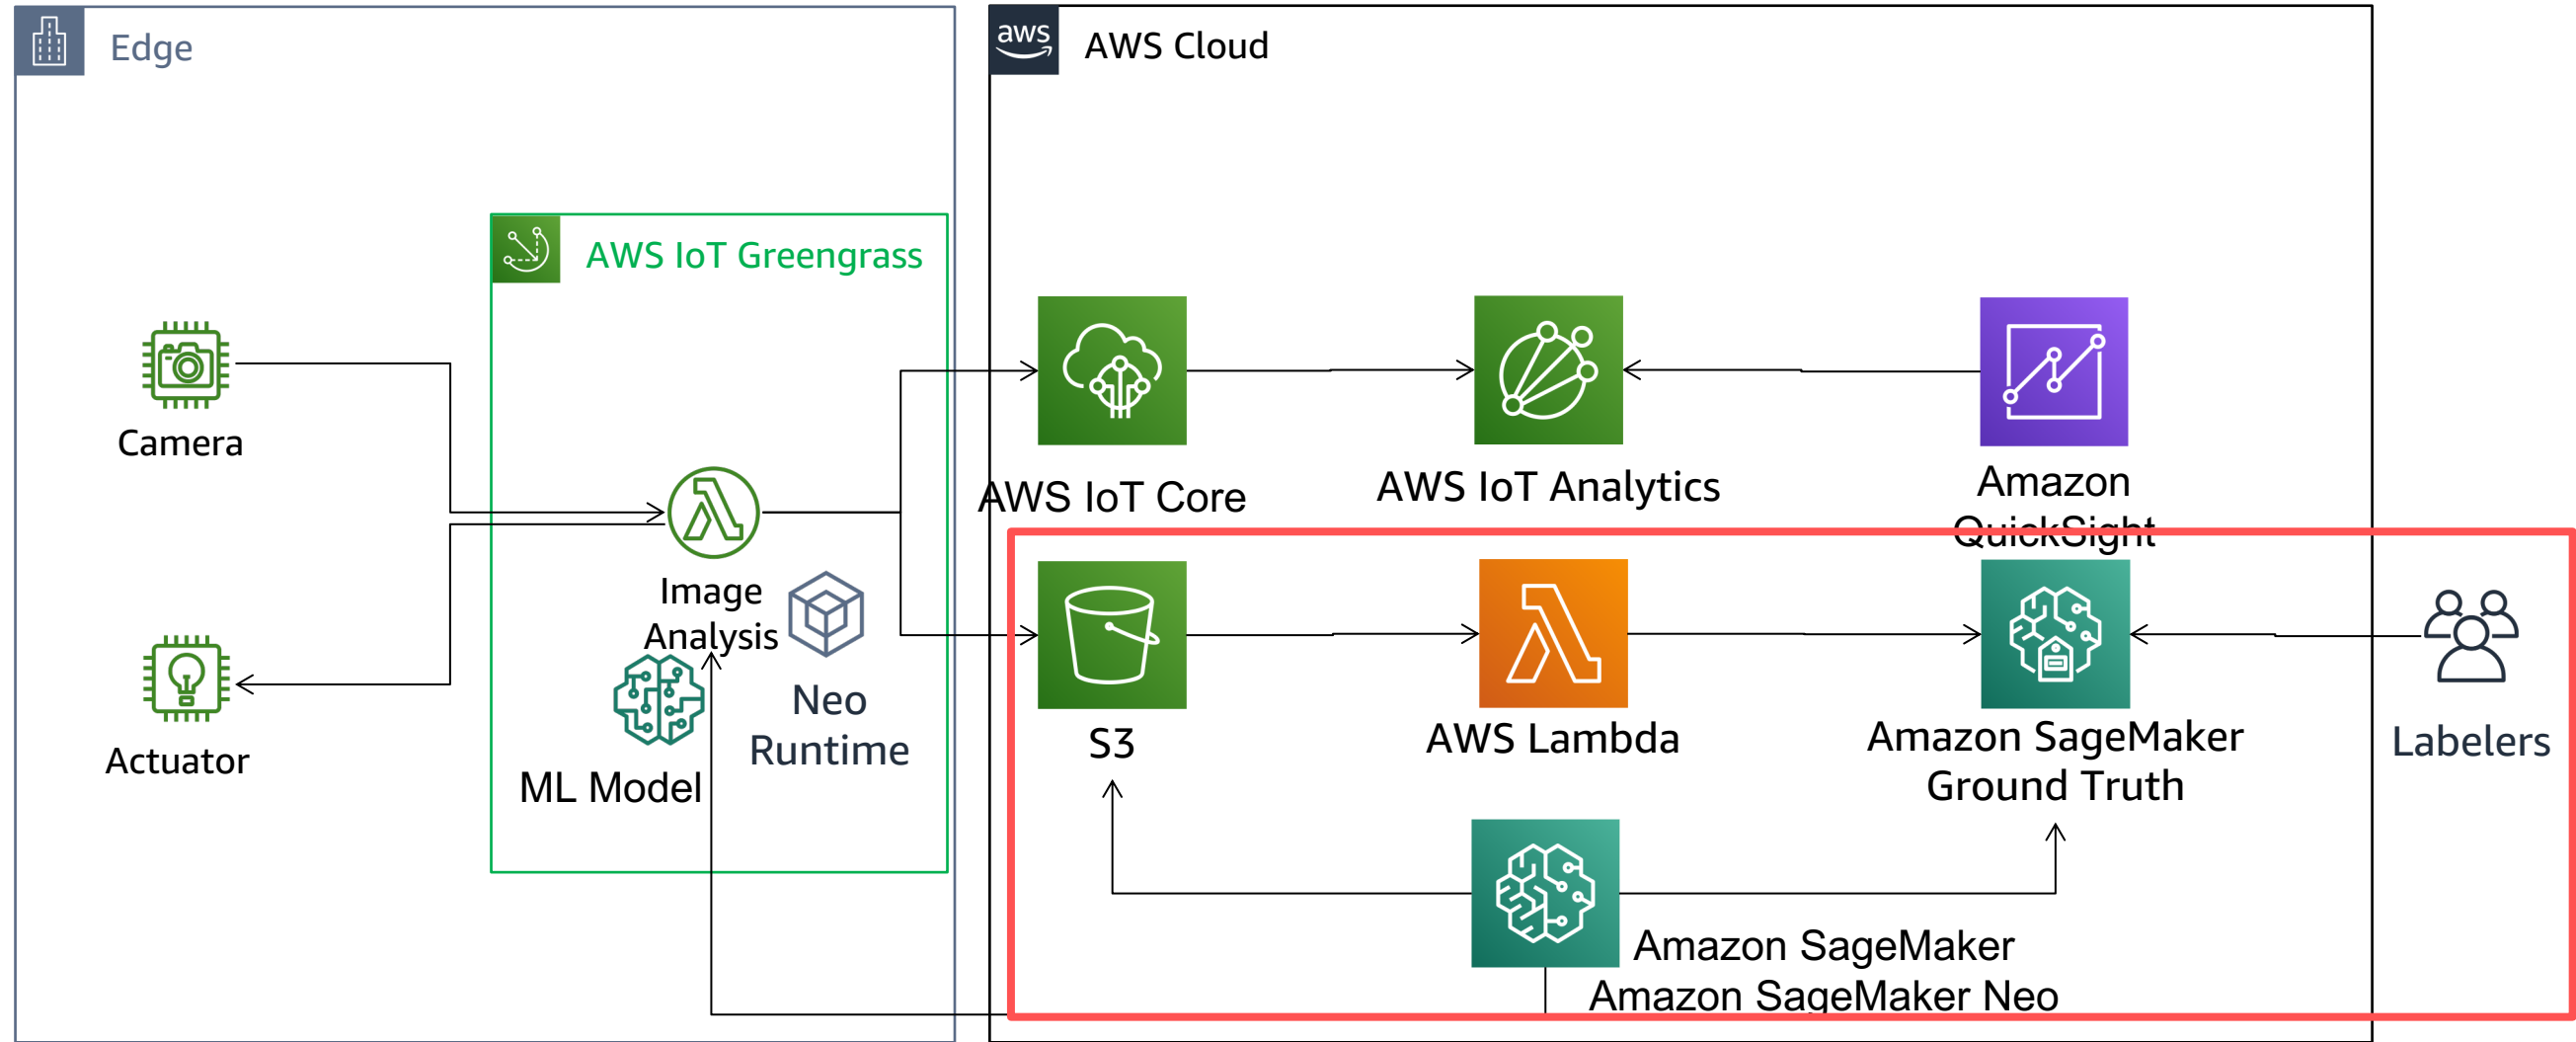 Edge
aws
AWS Cloud
AWS IoT Greengrass
Camera
AWS IoT Core
AWS IoT Analytics
Amazon
QuickSight
Image
Analysis
Neo
Runtime
ML Model
Actuator
S3
AWS Lambda
Amazon SageMaker
Ground Truth
Labelers
Amazon SageMaker
Amazon SageMaker Neo